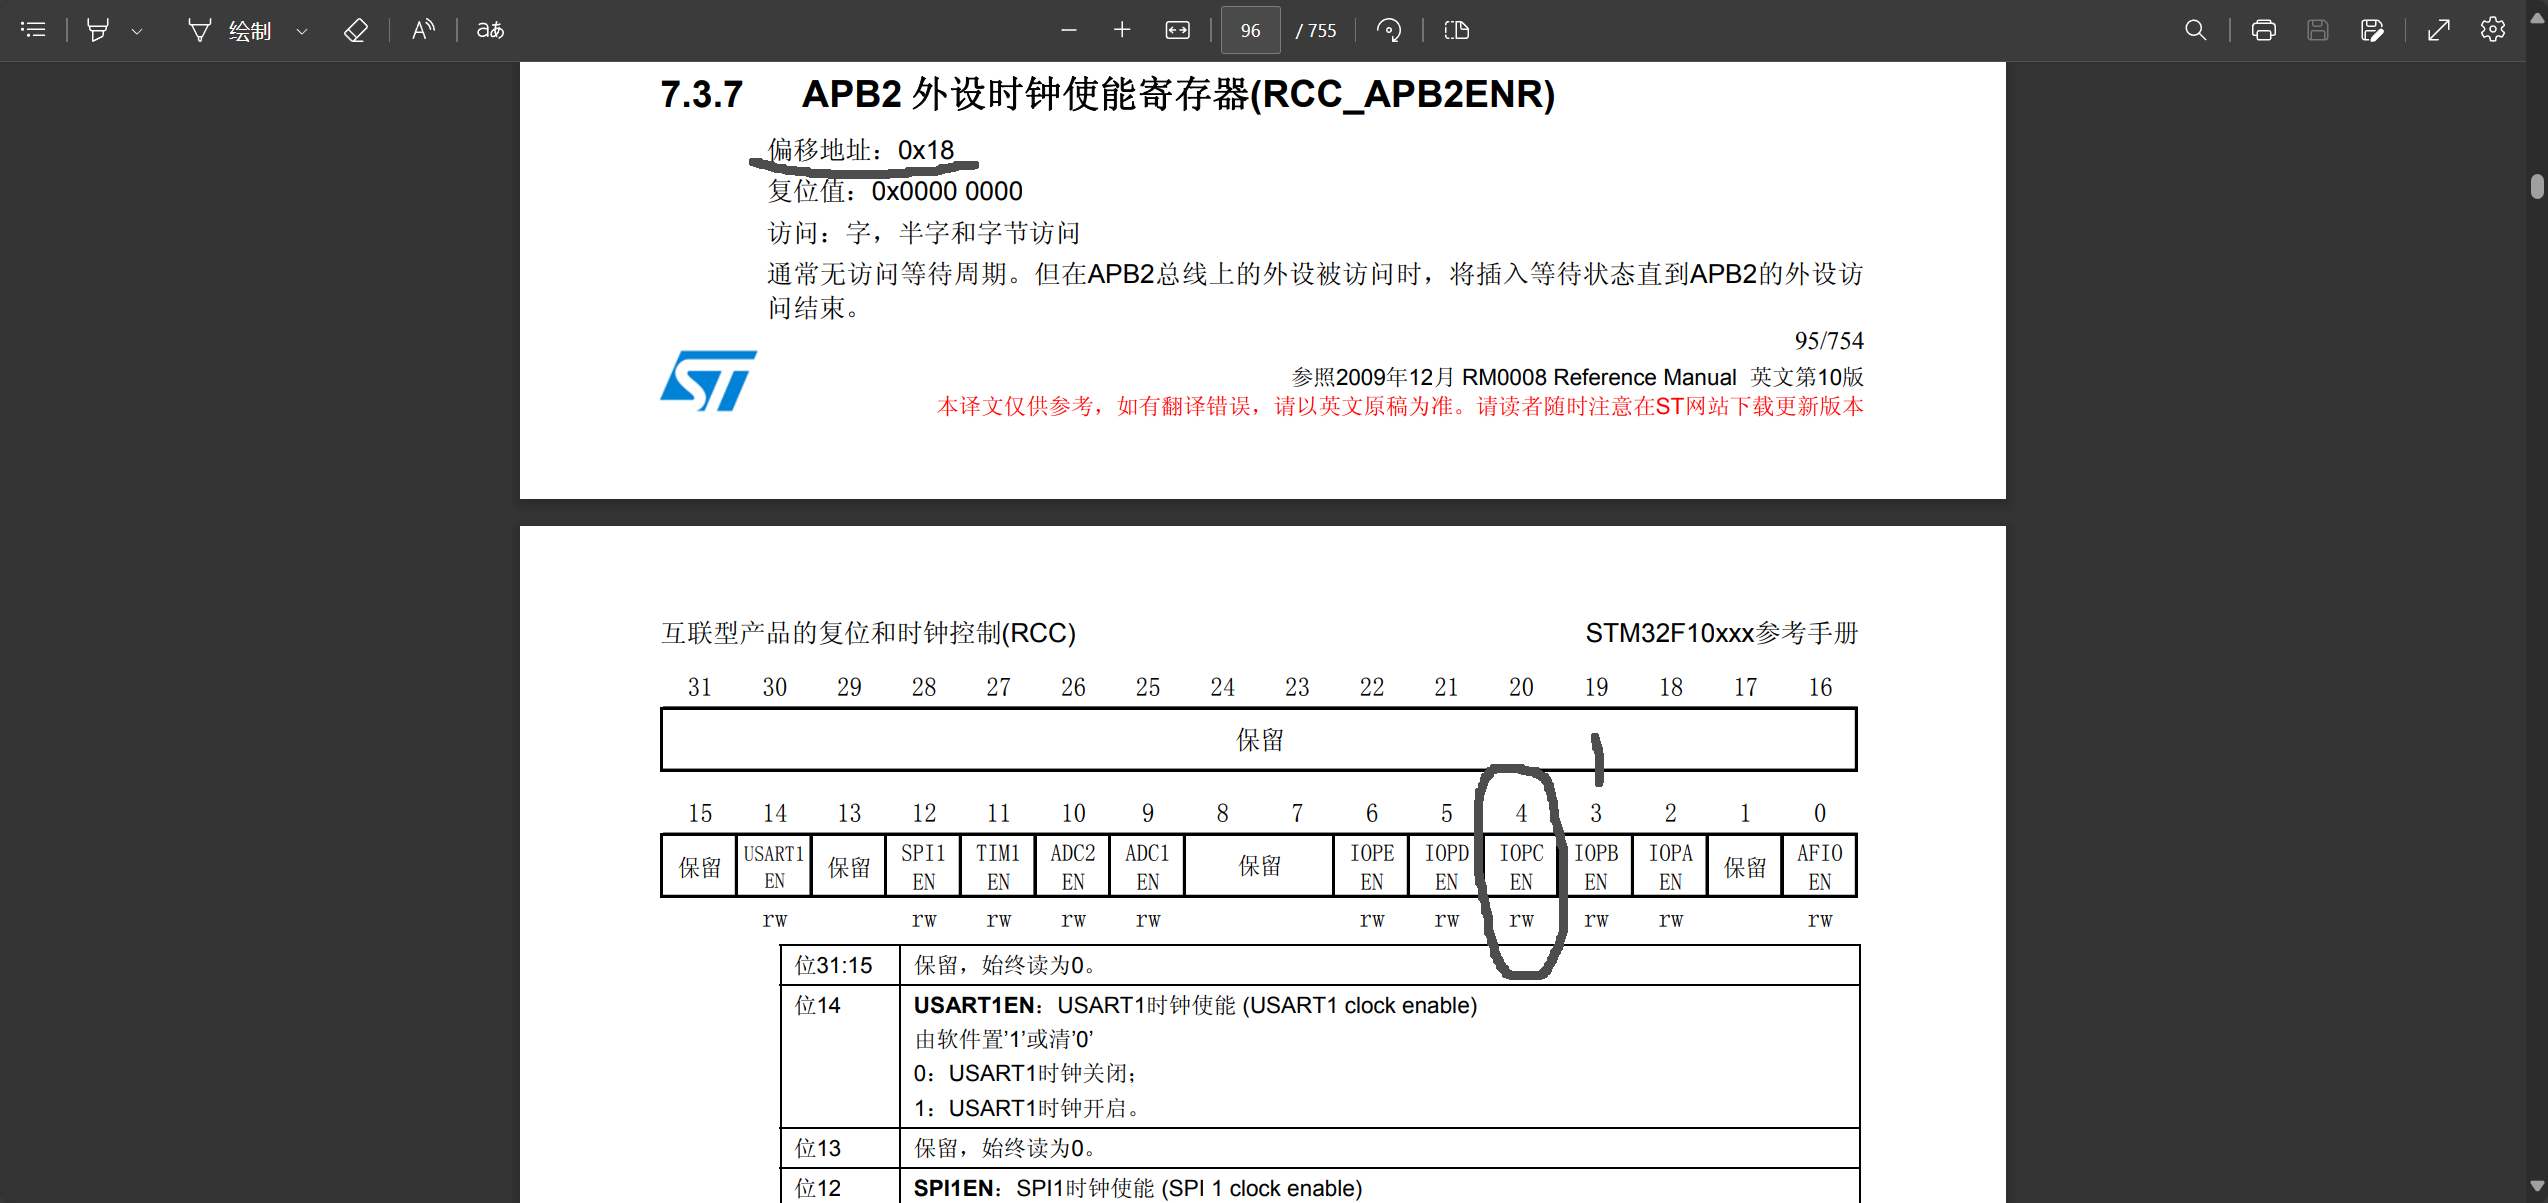 绘制
A
aあ
96
/ 755
7.3.7 APB2 外设时钟使能寄存器(RCC_APB2ENR)
偏移地址：0x18
复位值：0x0000 0000
访问：字，半字和字节访问
通常无访问等待周期。但在APB2总线上的外设被访问时，将插入等待状态直到APB2的外设访
问结束。
95/754
ST
参照2009年12月 RM0008 Reference Manual 英文第10版
本译文仅供参考，如有翻译错误，请以英文原稿为准。请读者随时注意在ST网站下载更新版本
互联型产品的复位和时钟控制(RCC) STM32F10xxx参考手册
31 30 29 28 27 26 25 24 23 22 21 20 19 18 17 16
保留
1
15 14 13 12 11 10 9 8 7 6 5 4 3 2 1 0
保留 USART1 EN 保留 SPI1 EN TIM1 EN ADC2 EN ADC1 EN 保留 IOPE EN IOPD EN IOPC EN IOPB EN IOPA EN 保留 AFIO EN
rw rw rw rw rw rw rw rw rw rw rw
位31:15 保留，始终读为0。
位14 USART1EN：USART1时钟使能 (USART1 clock enable)
由软件置’1’或清’0’
0：USART1时钟关闭；
1：USART1时钟开启。
位13 保留，始终读为0。
位12 SPI1EN：SPI1时钟使能 (SPI 1 clock enable)